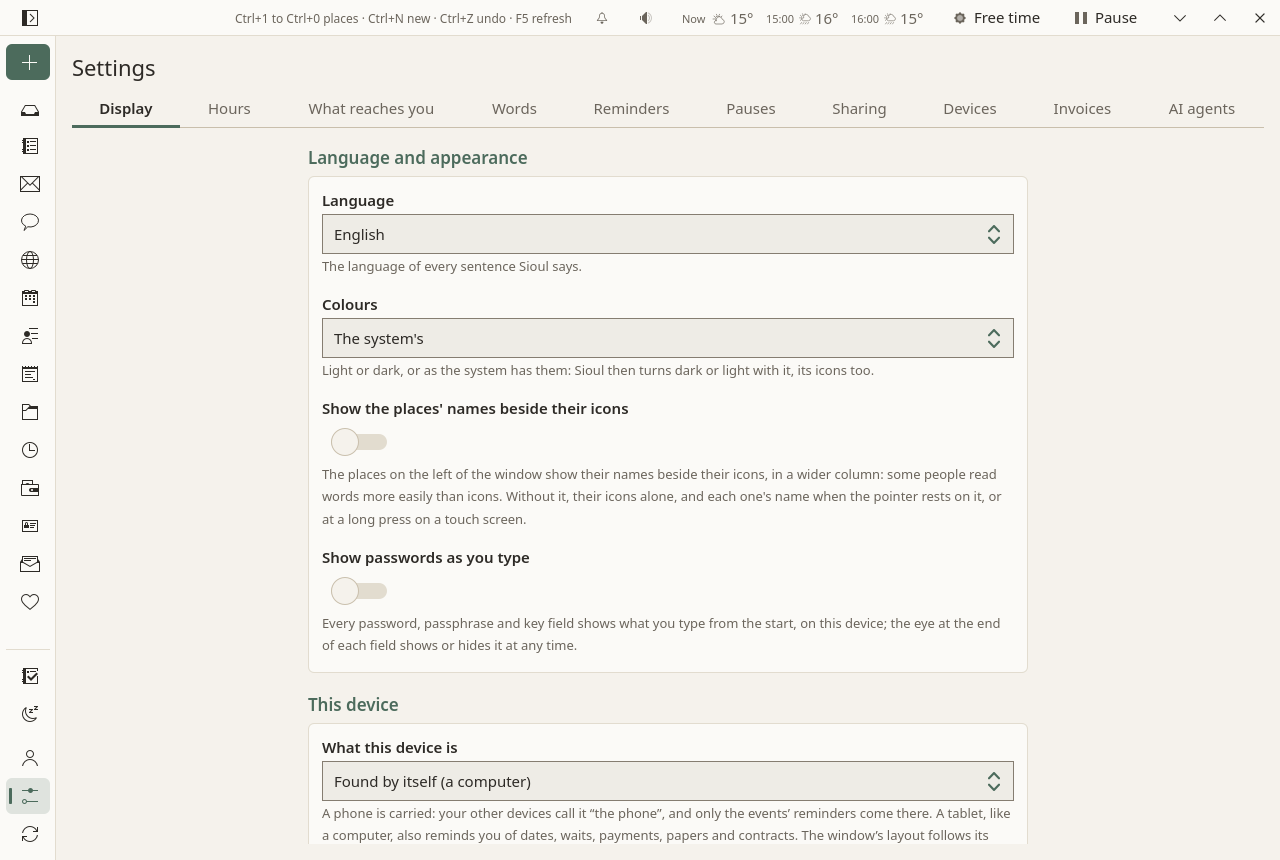 Ctrl+1 to Ctrl+0 places · Ctrl+N new · Ctrl+Z undo · F5 refresh
Now 15° 15:00 16° 16:00 15°
Free time
Pause
Settings
Display Hours What reaches you Words Reminders Pauses Sharing Devices Invoices AI agents
Language and appearance
Language
English
The language of every sentence Sioul says.
Colours
The system's
Light or dark, or as the system has them: Sioul then turns dark or light with it, its icons too.
Show the places' names beside their icons
The places on the left of the window show their names beside their icons, in a wider column: some people read
words more easily than icons. Without it, their icons alone, and each one's name when the pointer rests on it, or
at a long press on a touch screen.
Show passwords as you type
Every password, passphrase and key field shows what you type from the start, on this device; the eye at the end
of each field shows or hides it at any time.
This device
What this device is
Found by itself (a computer)
A phone is carried: your other devices call it “the phone”, and only the events’ reminders come there. A tablet, like
a computer, also reminds you of dates, waits, payments, papers and contracts. The window’s layout follows its